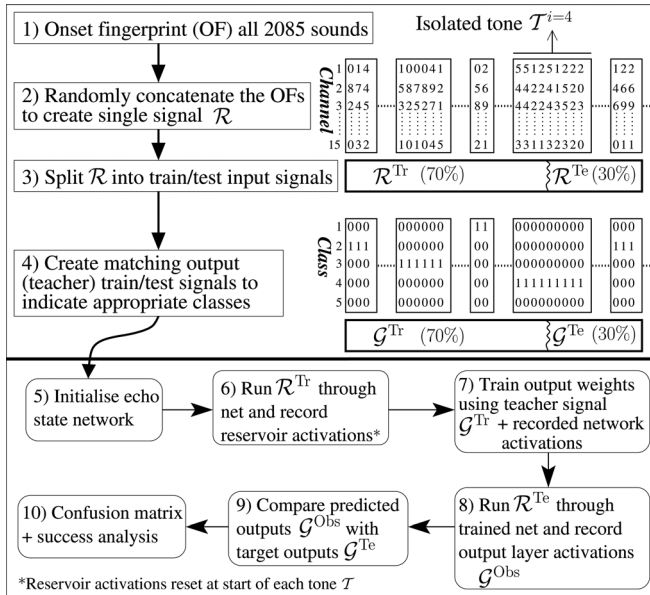 1) Onset fingerprint (OF) all 2085 sounds
2) Randomly concatenate the OFs
to create single signal ℛ
3) Split ℛ into train/test input signals
4) Create matching output
(teacher) train/test signals to
indicate appropriate classes
Isolated tone 𝒯^{i=4}
Channel
1 014 100041 02 551251222 122
2 874 587892 56 442241520 466
3 245 325271 89 442243523 699
15 032 101045 21 331132320 011
ℛ^{Tr} (70%) ℛ^{Te} (30%)
Class
1 000 000000 11 000000000 000
2 111 000000 00 000000000 111
3 000 111111 00 000000000 000
4 000 000000 00 111111111 000
5 000 000000 00 000000000 000
𝒢^{Tr} (70%) 𝒢^{Te} (30%)
5) Initialise echo
state network
6) Run ℛ^{Tr} through
net and record
reservoir activations*
7) Train output weights
using teacher signal
𝒢^{Tr} + recorded network
activations
8) Run ℛ^{Te} through
trained net and record
output layer activations
𝒢^{Obs}
9) Compare predicted
outputs 𝒢^{Obs} with
target outputs 𝒢^{Te}
10) Confusion matrix
+ success analysis
*Reservoir activations reset at start of each tone 𝒯